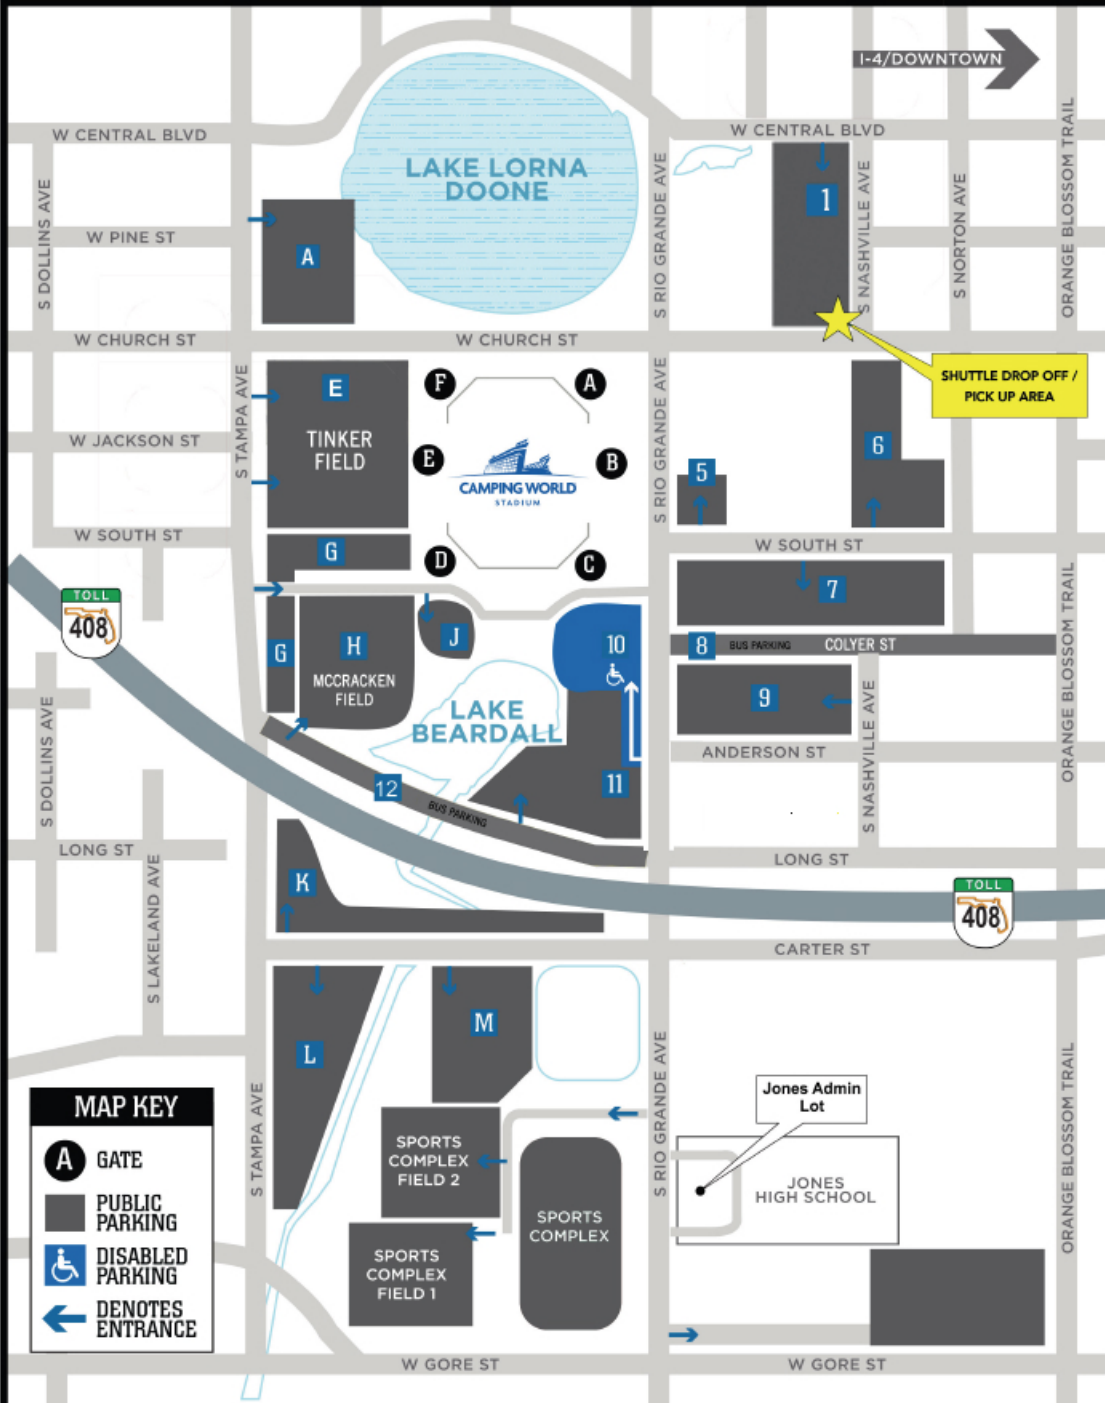 I-4/DOWNTOWN
W CENTRAL BLVD
W CENTRAL BLVD
LAKE LORNA
DOONE
S DOLLINS AVE
S RIO GRANDE AVE
S NASHVILLE AVE
S NORTON AVE
ORANGE BLOSSOM TRAIL
1
A
W PINE ST
W CHURCH ST
W CHURCH ST
SHUTTLE DROP OFF /
PICK UP AREA
S TAMPA AVE
S RIO GRANDE AVE
E
TINKER
FIELD
F
A
E
B
D
C
CAMPING WORLD
STADIUM
W JACKSON ST
5
6
W SOUTH ST
W SOUTH ST
G
TOLL
408
7
ORANGE BLOSSOM TRAIL
G
H
MCCRACKEN
FIELD
J
10
8
BUS PARKING
COLYER ST
9
LAKE
BEARDALL
S DOLLINS AVE
ANDERSON ST
S NASHVILLE AVE
12
BUS PARKING
11
LONG ST
LONG ST
S LAKELAND AVE
K
TOLL
408
CARTER ST
L
M
S TAMPA AVE
S RIO GRANDE AVE
ORANGE BLOSSOM TRAIL
Jones Admin
Lot
JONES
HIGH SCHOOL
SPORTS
COMPLEX
FIELD 2
SPORTS
COMPLEX
SPORTS
COMPLEX
FIELD 1
MAP KEY
A
GATE
PUBLIC
PARKING
DISABLED
PARKING
DENOTES
ENTRANCE
W GORE ST
W GORE ST